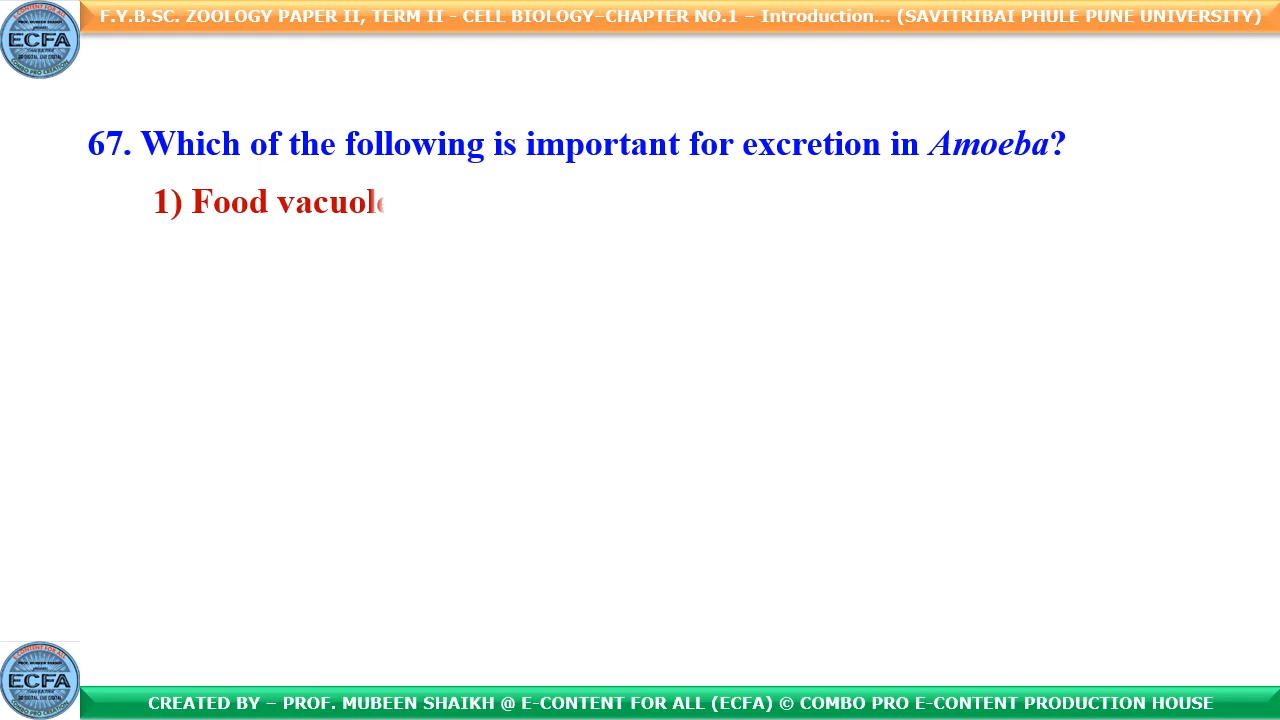 F.Y.B.SC. ZOOLOGY PAPER II, TERM II - CELL BIOLOGY–CHAPTER NO.1 – Introduction... (SAVITRIBAI PHULE PUNE UNIVERSITY)
ECFA
67. Which of the following is important for excretion in Amoeba?
1) Food vacuole
ECFA
CREATED BY – PROF. MUBEEN SHAIKH @ E-CONTENT FOR ALL (ECFA) © COMBO PRO E-CONTENT PRODUCTION HOUSE